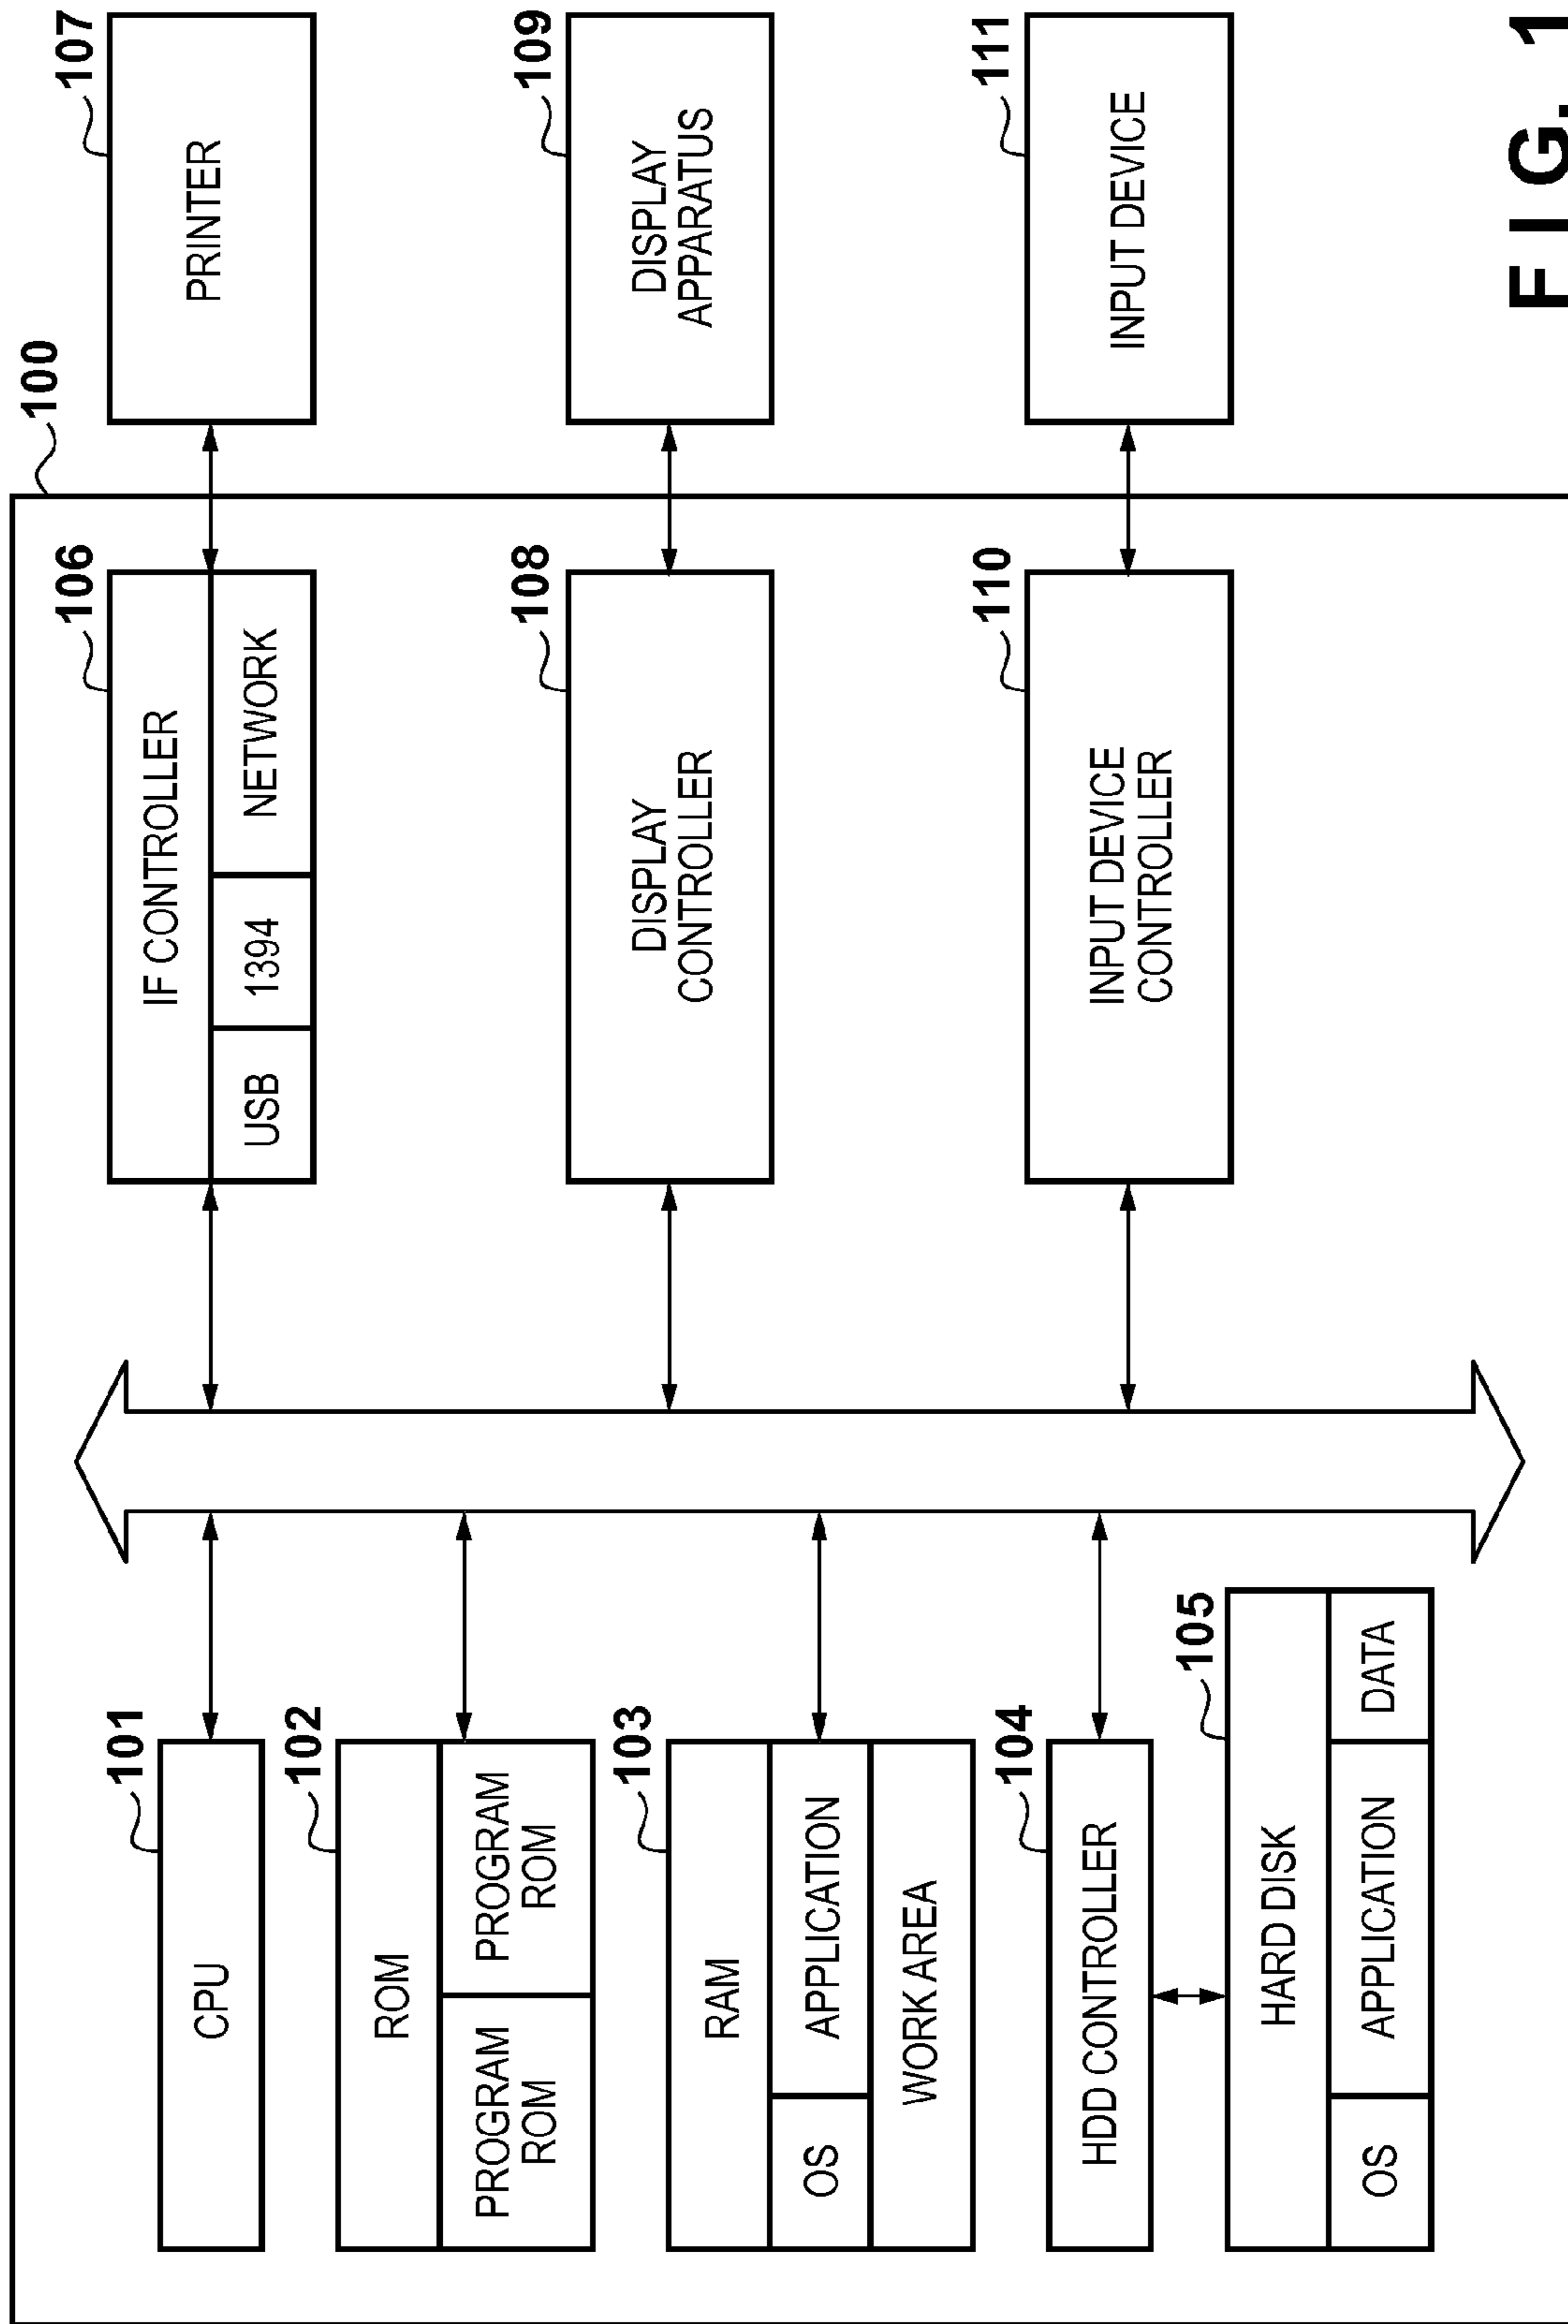 100
101
CPU
102
ROM
PROGRAM
ROM
PROGRAM
ROM
103
RAM
OS
APPLICATION
WORK AREA
104
HDD CONTROLLER
105
HARD DISK
OS
APPLICATION
DATA
106
IF CONTROLLER
USB
1394
NETWORK
107
PRINTER
108
DISPLAY
CONTROLLER
109
DISPLAY
APPARATUS
110
INPUT DEVICE
CONTROLLER
111
INPUT DEVICE
FIG. 1